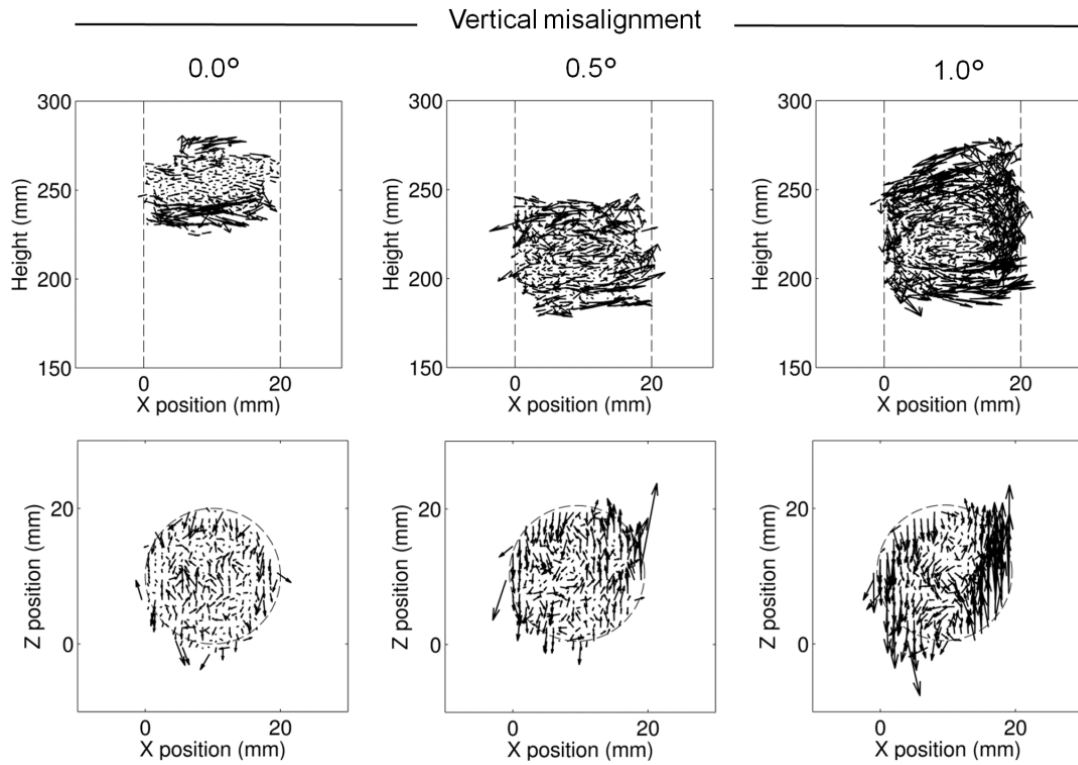 Vertical misalignment
0.0° 0.5° 1.0°
300 300 300
250 250 250
200 200 200
150 150 150
Height (mm) Height (mm) Height (mm)
0 20 0 20 0 20
X position (mm) X position (mm) X position (mm)
20 20 20
0 0 0
Z position (mm) Z position (mm) Z position (mm)
0 20 0 20 0 20
X position (mm) X position (mm) X position (mm)